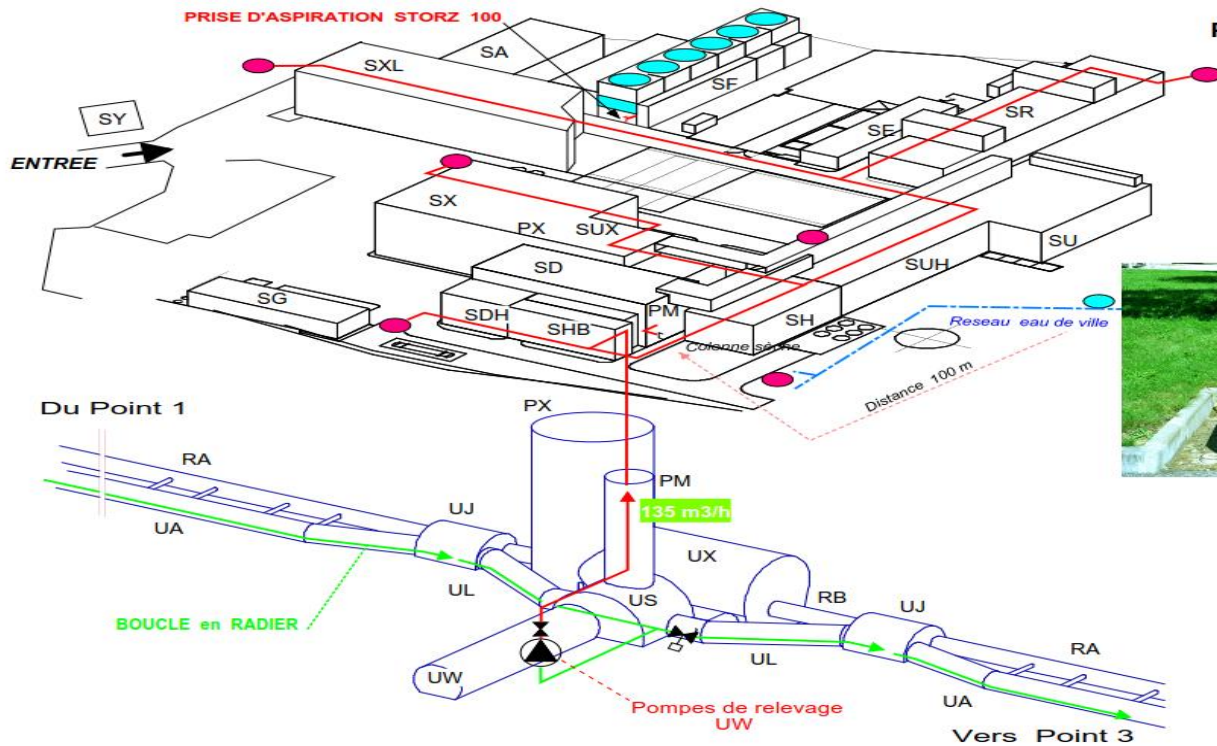 PRISE D'ASPIRATION STORZ 100
P
SA
SXL
SF
SR
SE
SY
ENTREE
SX
PX
SUX
SU
SD
SUH
SG
SDH
PM
SHB
SH
Reseau eau de ville
Colonne sèche
Distance 100 m
Du Point 1
PX
RA
PM
UJ
135 m3/h
UA
UX
UL
US
RB
UJ
BOUCLE en RADIER
RA
UL
UW
UA
Pompes de relevage
UW
Vers Point 3